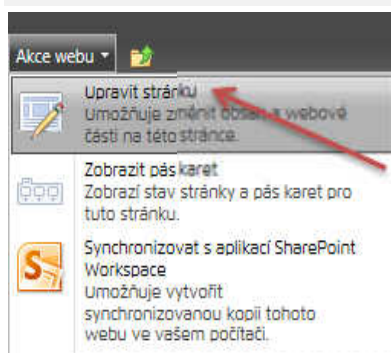 Akce webu
Upravit stránku
Umožňuje změnit obsah a webové
části na této stránce.
Zobrazit pás karet
Zobrazí stav stránky a pás karet pro
tuto stránku.
Synchronizovat s aplikací SharePoint
Workspace
Umožňuje vytvořit
synchronizovanou kopii tohoto
webu ve vašem počítači.